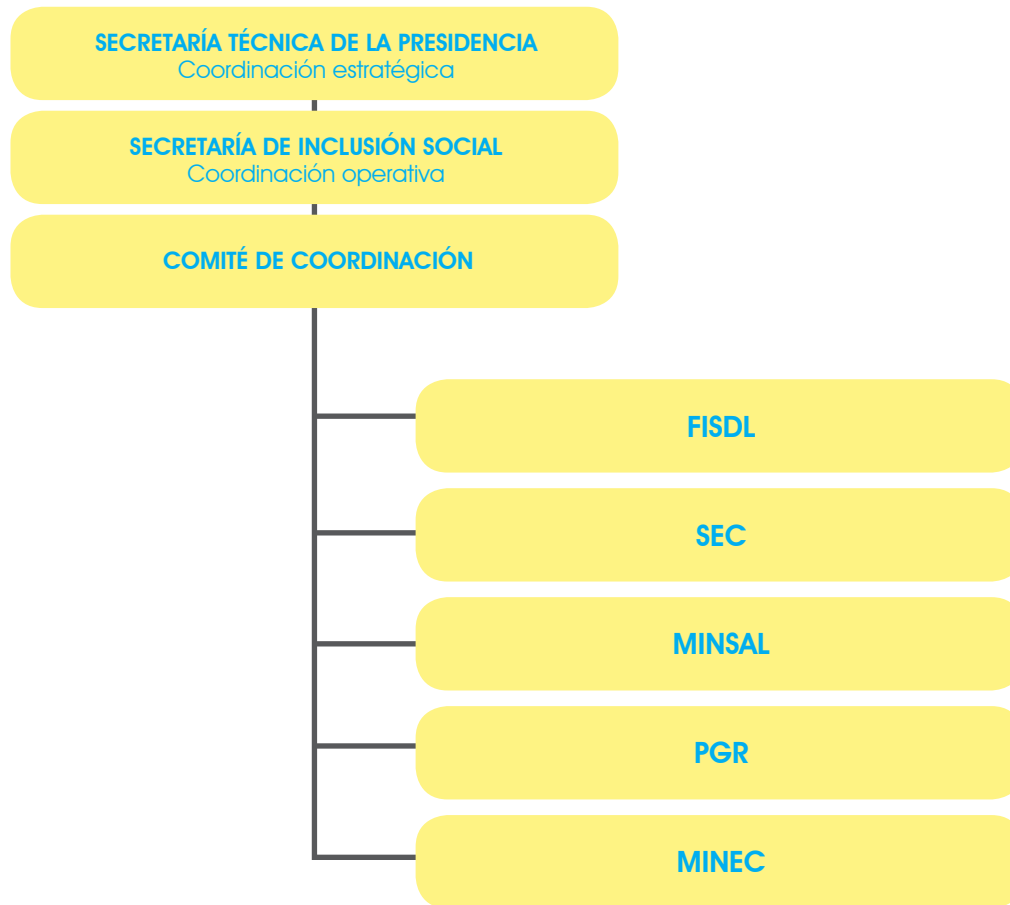 SECRETARÍA TÉCNICA DE LA PRESIDENCIA
Coordinación estratégica
SECRETARÍA DE INCLUSIÓN SOCIAL
Coordinación operativa
COMITÉ DE COORDINACIÓN
FISDL
SEC
MINSAL
PGR
MINEC